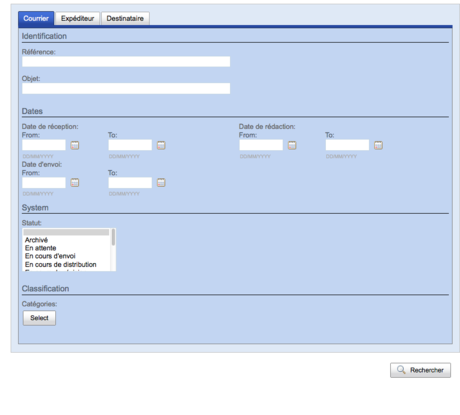 Courrier Expéditeur Destinataire
Identification
Référence:
Objet:
Dates
Date de réception: Date de rédaction:
From: To: From: To:
DD/MM/YYYY DD/MM/YYYY DD/MM/YYYY DD/MM/YYYY
Date d'envoi:
From: To:
DD/MM/YYYY DD/MM/YYYY
System
Statut:
Archivé
En attente
En cours d'envoi
En cours de distribution
Classification
Catégories:
Select
Rechercher